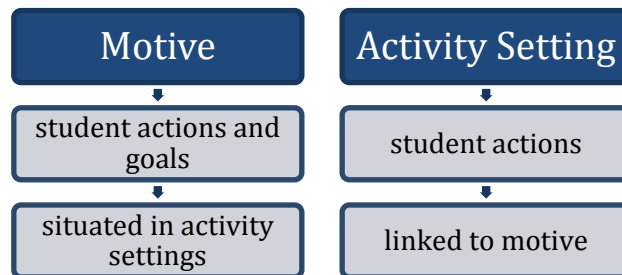 Motive
student actions and
goals
situated in activity
settings
Activity Setting
student actions
linked to motive